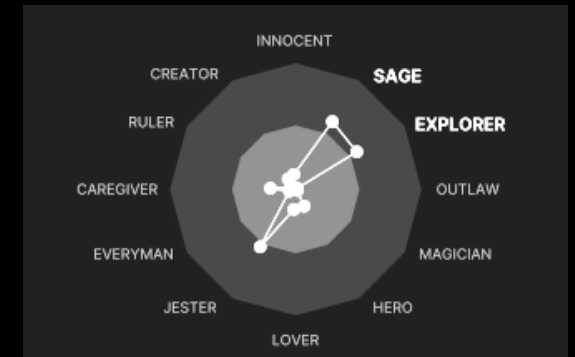 INNOCENT
CREATOR
SAGE
RULER
EXPLORER
CAREGIVER
OUTLAW
EVERYMAN
MAGICIAN
JESTER
HERO
LOVER